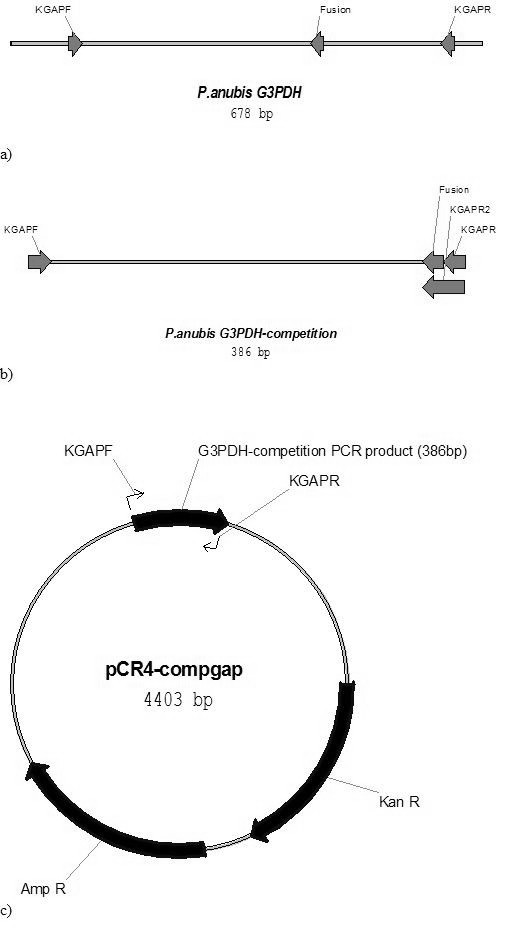 KGAPF Fusion KGAPR
P.anubis G3PDH
678 bp
a)
Fusion
KGAPR2
KGAPF KGAPR
P.anubis G3PDH-competition
386 bp
b)
KGAPF G3PDH-competition PCR product (386bp)
KGAPR
pCR4-compgap
4403 bp
Kan R
Amp R
c)